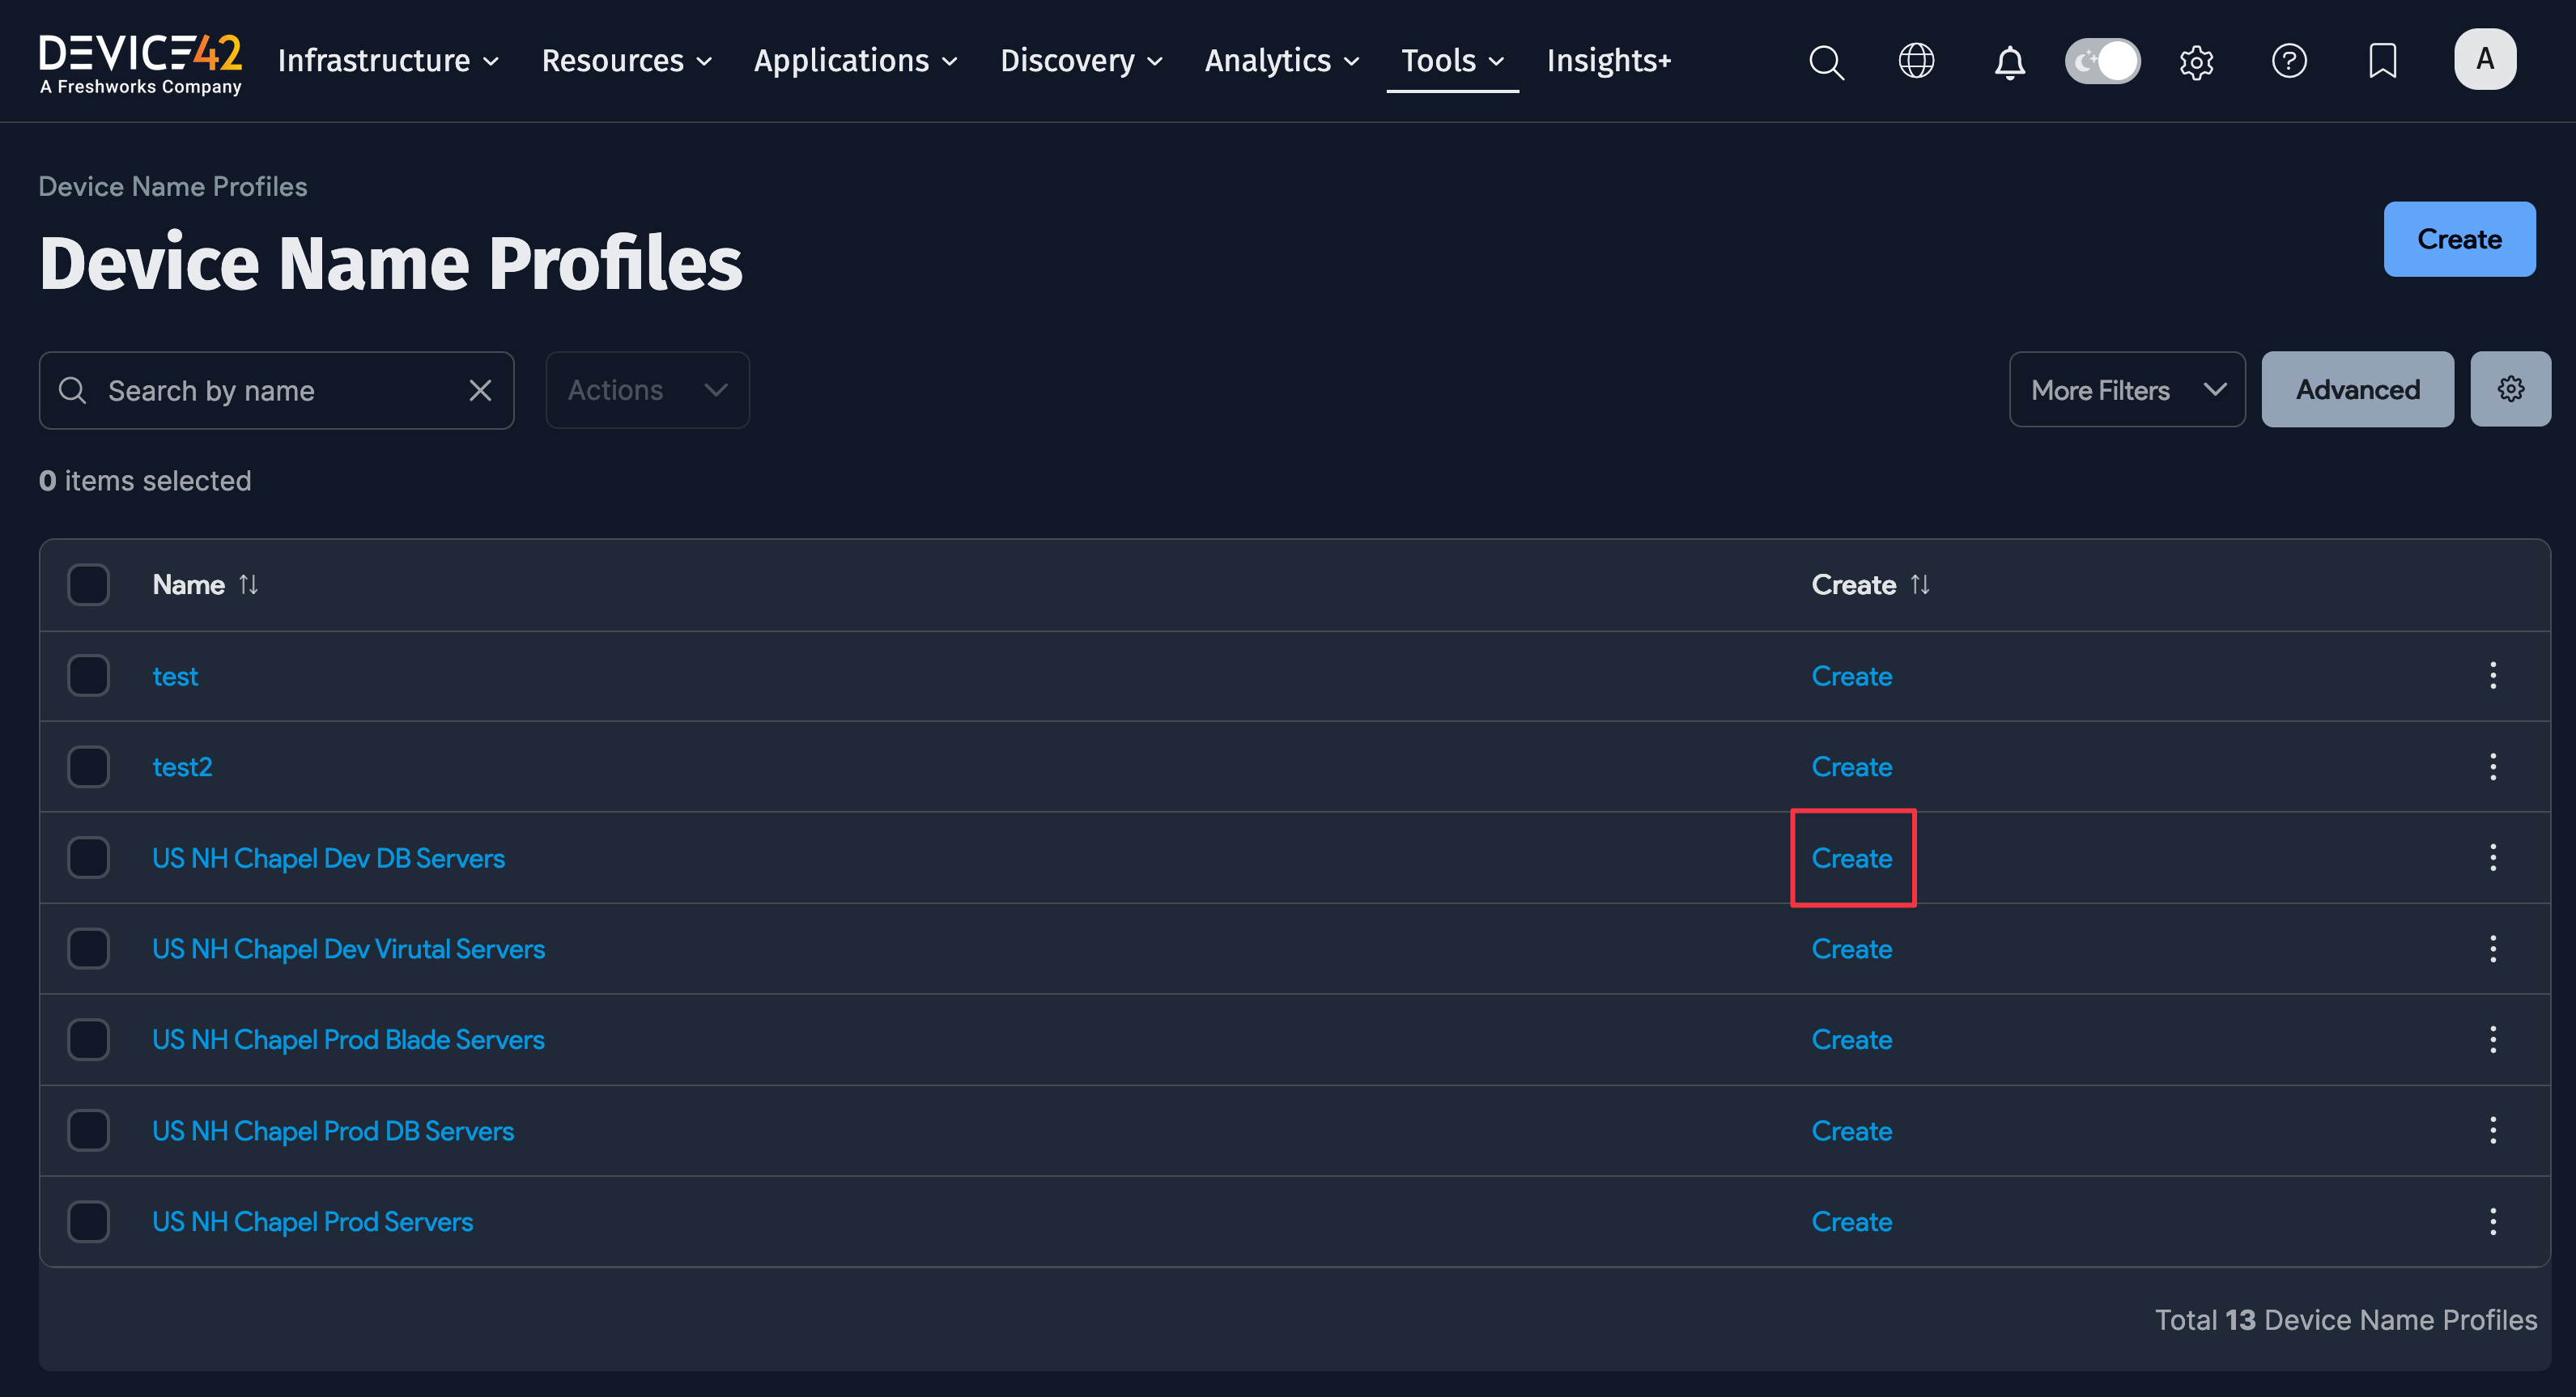 DEVICE42
A Freshworks Company
Infrastructure
Resources
Applications
Discovery
Analytics
Tools
Insights+
A
Device Name Profiles
Device Name Profiles
Create
Search by name
Actions
More Filters
Advanced
0 items selected
Name
Create
test
Create
test2
Create
US NH Chapel Dev DB Servers
Create
US NH Chapel Dev Virutal Servers
Create
US NH Chapel Prod Blade Servers
Create
US NH Chapel Prod DB Servers
Create
US NH Chapel Prod Servers
Create
Total 13 Device Name Profiles